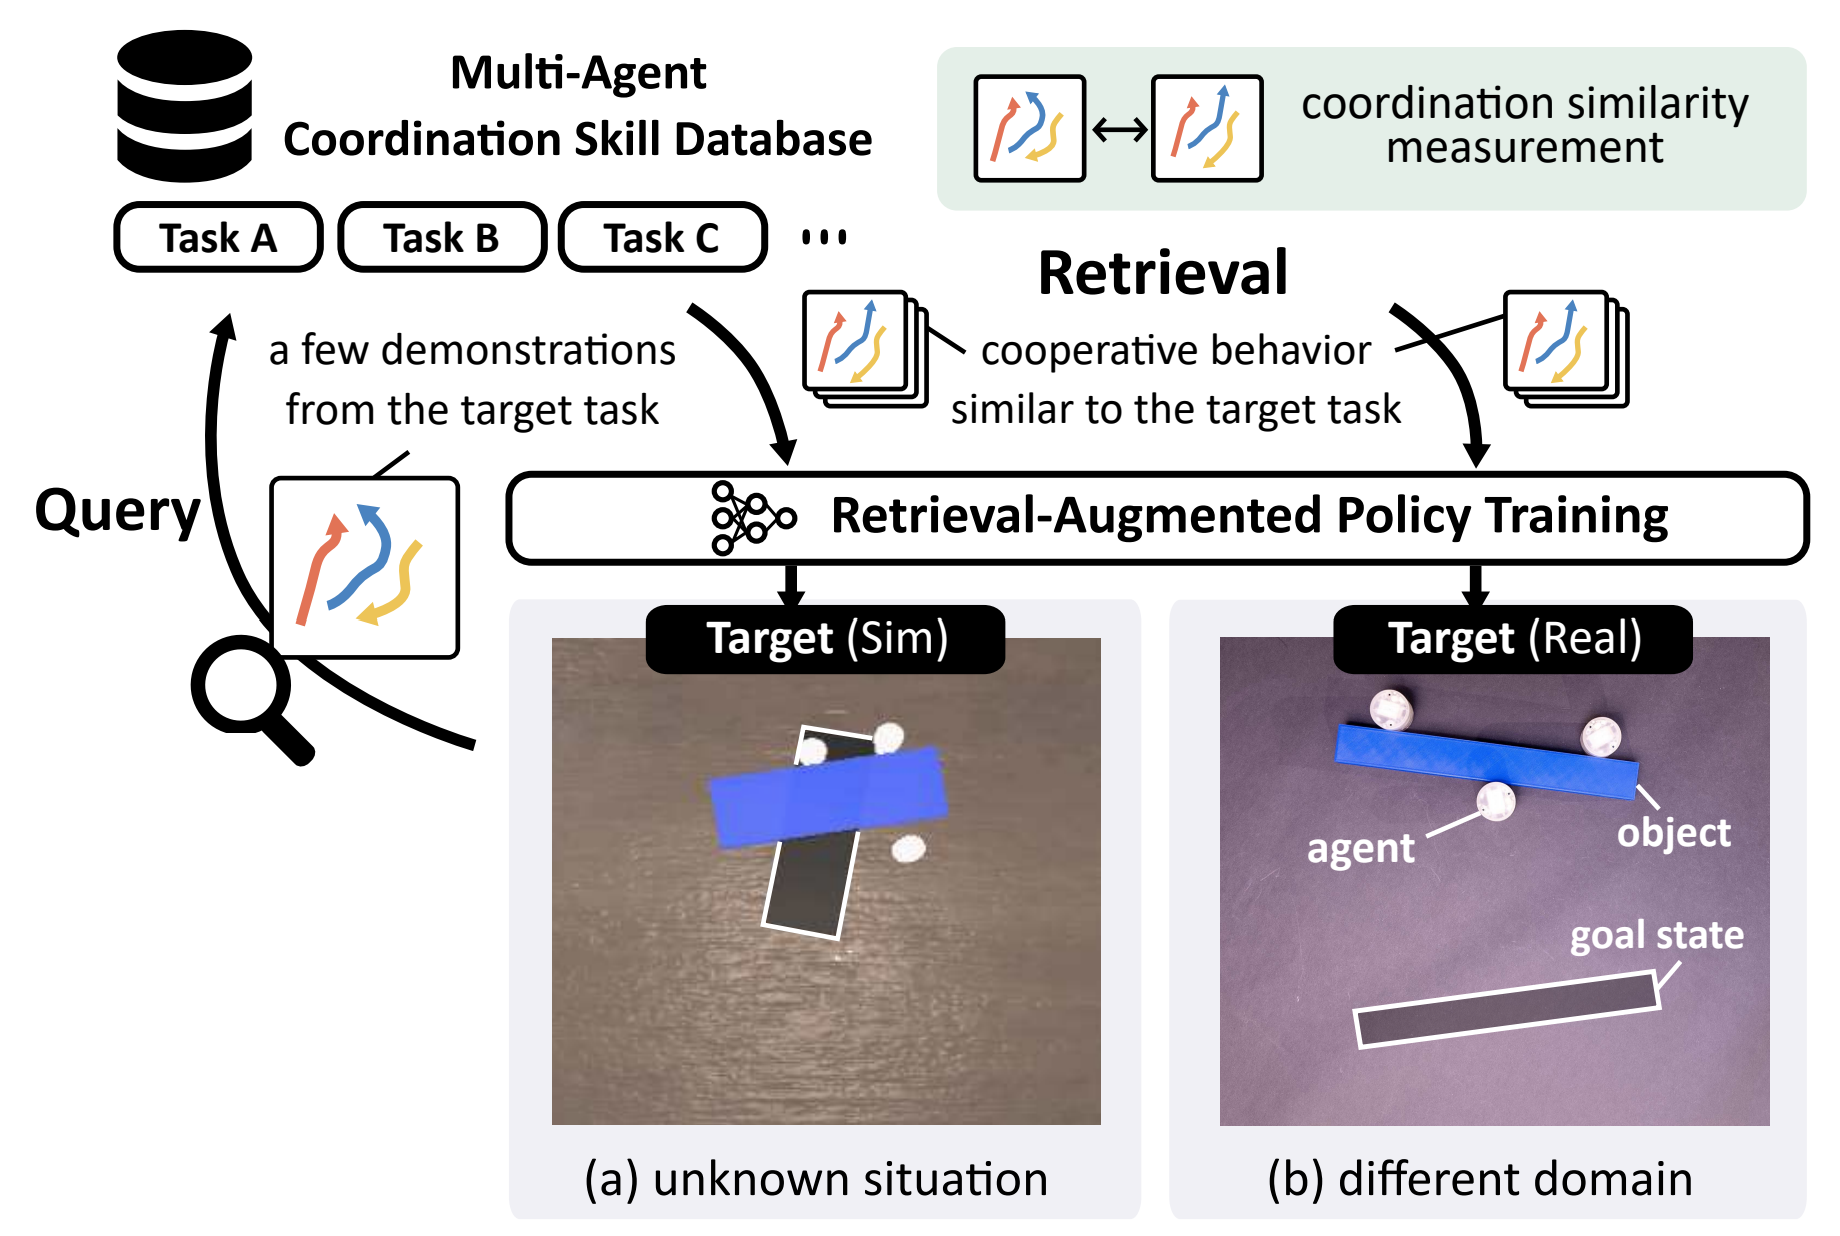 Multi-Agent
Coordination Skill Database
coordination similarity
measurement
Task A
Task B
Task C
...
Retrieval
a few demonstrations
from the target task
cooperative behavior
similar to the target task
Query
Retrieval-Augmented Policy Training
Target (Sim)
Target (Real)
agent
object
goal state
(a) unknown situation
(b) different domain